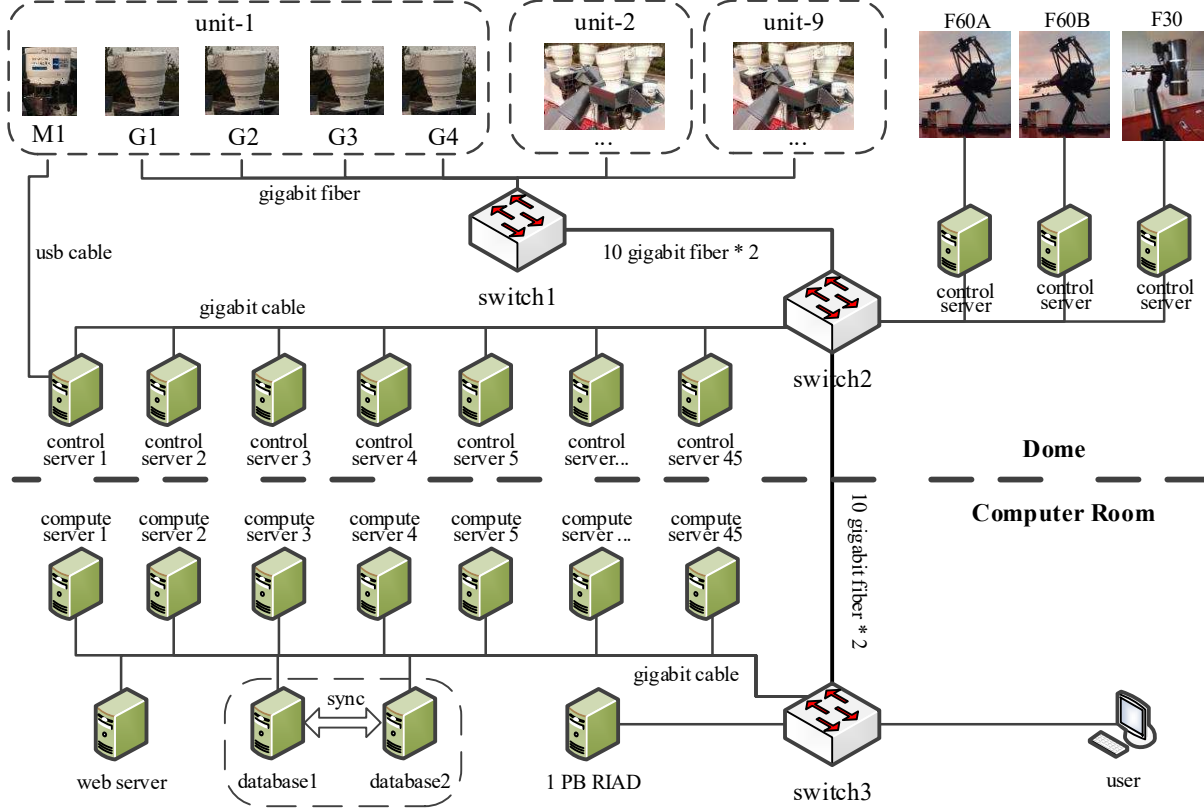 unit-1
unit-2
unit-9
F60A
F60B
F30
M1
G1
G2
G3
G4
...
...
gigabit fiber
usb cable
10 gigabit fiber * 2
switch1
control
server
control
server
control
server
gigabit cable
switch2
control
server 1
control
server 2
control
server 3
control
server 4
control
server 5
control
server...
control
server 45
Dome
Computer Room
compute
server 1
compute
server 2
compute
server 3
compute
server 4
compute
server 5
compute
server ...
compute
server 45
10 gigabit fiber * 2
gigabit cable
sync
web server
database1
database2
1 PB RIAD
switch3
user